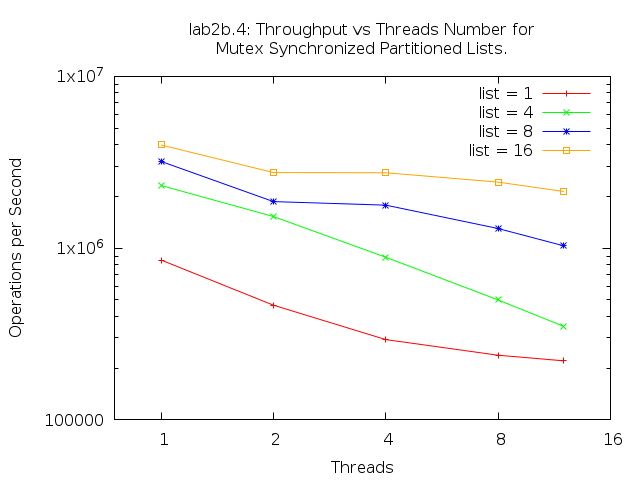 lab2b.4: Throughput vs Threads Number for
Mutex Synchronized Partitioned Lists.
1x10^7
list = 1
list = 4
list = 8
list = 16
1x10^6
100000
Operations per Second
1
2
4
8
16
Threads